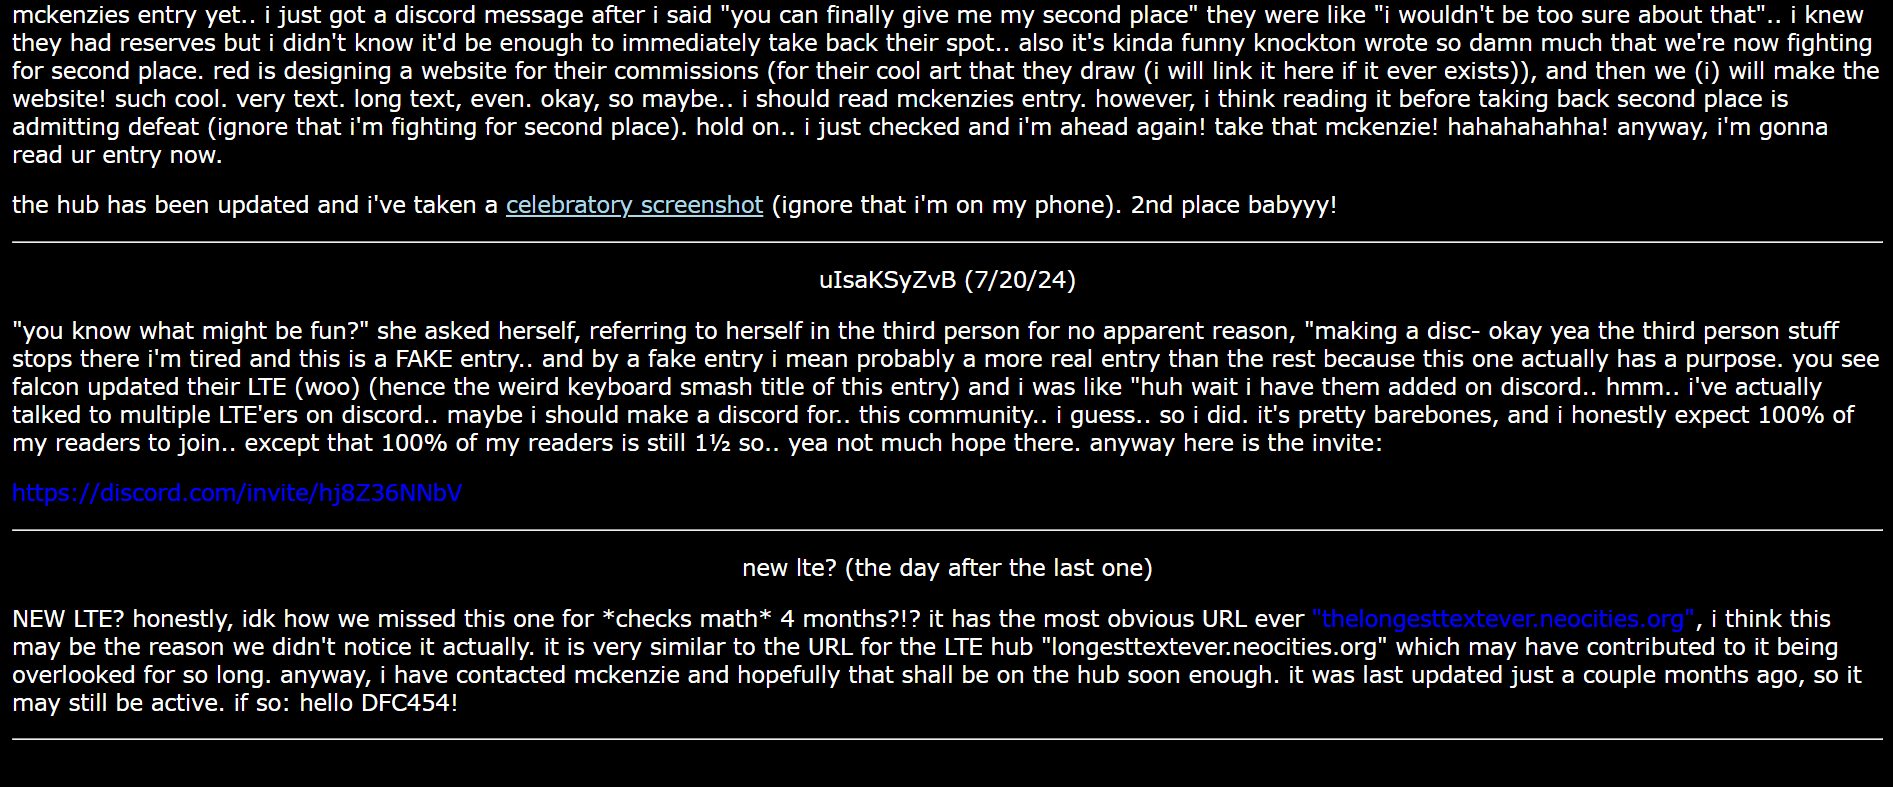 mckenzies entry yet.. i just got a discord message after i said "you can finally give me my second place" they were like "i wouldn't be too sure about that".. i knew
they had reserves but i didn't know it'd be enough to immediately take back their spot.. also it's kinda funny knockton wrote so damn much that we're now fighting
for second place. red is designing a website for their commissions (for their cool art that they draw (i will link it here if it ever exists)), and then we (i) will make the
website! such cool. very text. long text, even. okay, so maybe.. i should read mckenzies entry. however, i think reading it before taking back second place is
admitting defeat (ignore that i'm fighting for second place). hold on.. i just checked and i'm ahead again! take that mckenzie! hahahahahha! anyway, i'm gonna
read ur entry now.
the hub has been updated and i've taken a celebratory screenshot (ignore that i'm on my phone). 2nd place babyyy!
uIsaKSyZvB (7/20/24)
"you know what might be fun?" she asked herself, referring to herself in the third person for no apparent reason, "making a disc- okay yea the third person stuff
stops there i'm tired and this is a FAKE entry.. and by a fake entry i mean probably a more real entry than the rest because this one actually has a purpose. you see
falcon updated their LTE (woo) (hence the weird keyboard smash title of this entry) and i was like "huh wait i have them added on discord.. hmm.. i've actually
talked to multiple LTE'ers on discord.. maybe i should make a discord for.. this community.. i guess.. so i did. it's pretty barebones, and i honestly expect 100% of
my readers to join.. except that 100% of my readers is still 1½ so.. yea not much hope there. anyway here is the invite:
https://discord.com/invite/hj8Z36NNbV
new lte? (the day after the last one)
NEW LTE? honestly, idk how we missed this one for *checks math* 4 months?!? it has the most obvious URL ever "thelongesttextever.neocities.org", i think this
may be the reason we didn't notice it actually. it is very similar to the URL for the LTE hub "longesttextever.neocities.org" which may have contributed to it being
overlooked for so long. anyway, i have contacted mckenzie and hopefully that shall be on the hub soon enough. it was last updated just a couple months ago, so it
may still be active. if so: hello DFC454!